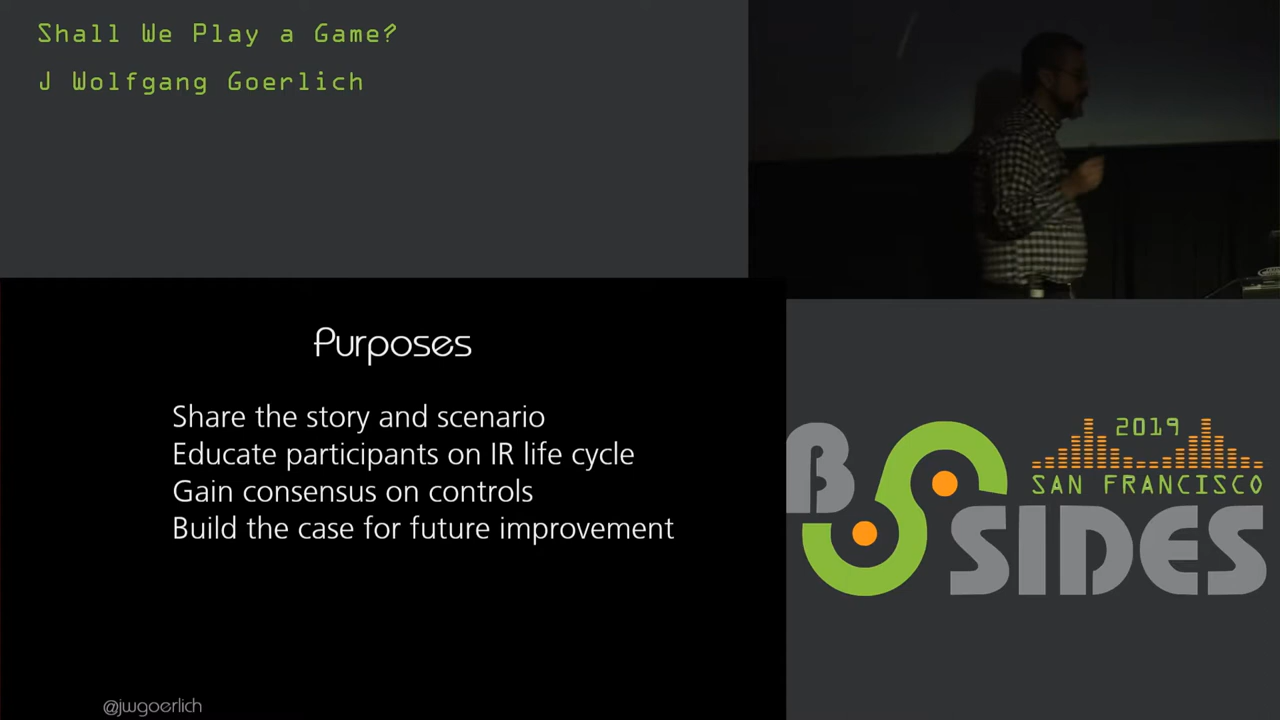 Shall We Play a Game?
J Wolfgang Goerlich
Purposes
Share the story and scenario
Educate participants on IR life cycle
Gain consensus on controls
Build the case for future improvement
@jwgoerlich
2019
SAN FRANCISCO
B SIDES